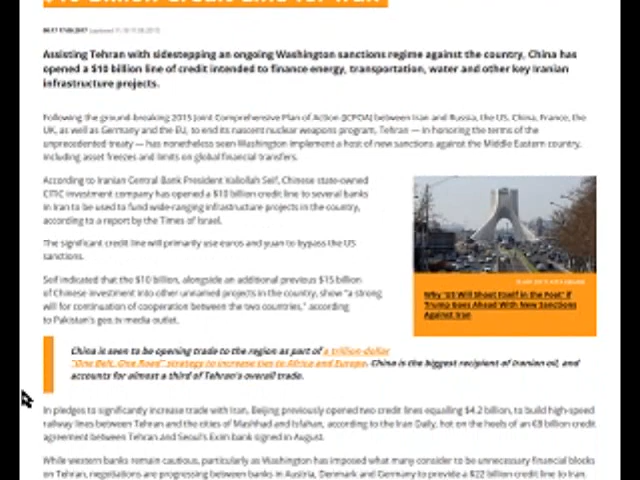 $10 Billion Credit Line for Iran
Assisting Tehran with sidestepping an ongoing Washington sanctions regime against the country, China has
opened a $10 billion line of credit intended to finance energy, transportation, water and other key Iranian
infrastructure projects.
Following the ground-breaking 2015 Joint Comprehensive Plan of Action (JCPOA) between Iran and Russia, the US, China, France, the
UK, as well as Germany and the EU, to end its nascent nuclear weapons program, Tehran — in honoring the terms of the
unprecedented treaty — has nonetheless seen Washington implement a host of new sanctions against the Middle Eastern country,
including asset freezes and limits on global financial transfers.
According to Iranian Central Bank President Valiollah Seif, Chinese state-owned
CITIC investment company has opened a $10 billion credit line to several banks
in Iran to be used to fund wide-ranging infrastructure projects in the country,
according to a report by the Times of Israel.
The significant credit line will primarily use euros and yuan to bypass the US
sanctions.
Seif indicated that the $10 billion, alongside an additional previous $15 billion
of Chinese investment into other unnamed projects in the country, show "a strong
will for continuation of cooperation between the two countries," according
to Pakistan's geo.tv media outlet.
Why 'US Will Shoot Itself in the Foot' if
Trump Goes Ahead With New Sanctions
Against Iran
China is seen to be opening trade to the region as part of a trillion-dollar
"One Belt, One Road" strategy to increase ties to Africa and Europe. China is the biggest recipient of Iranian oil, and
accounts for almost a third of Tehran's overall trade.
In pledges to significantly increase trade with Iran, Beijing previously opened two credit lines equalling $4.2 billion, to build high-speed
railway lines between Tehran and the cities of Mashhad and Isfahan, according to the Iran Daily, hot on the heels of an €8 billion credit
agreement between Tehran and Seoul's Exim bank signed in August.
While western banks remain cautious, particularly as Washington has imposed what many consider to be unnecessary financial blocks
on Tehran, negotiations are progressing between banks in Austria, Denmark and Germany to provide a $22 billion credit line to Iran.